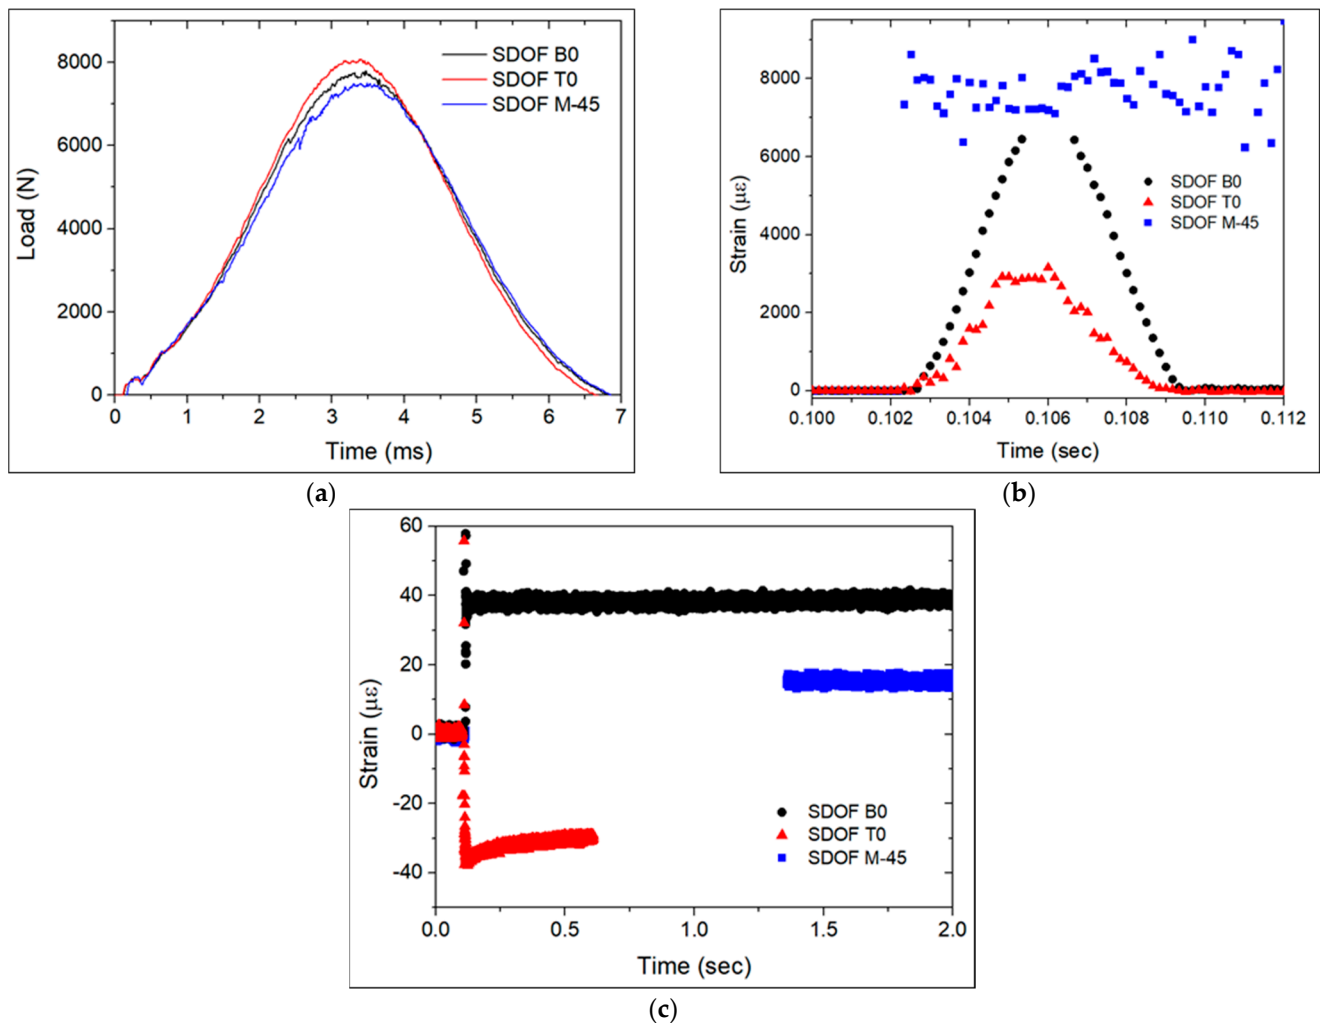 SDOF B0
SDOF T0
SDOF M-45
8000
6000
4000
2000
0
Load (N)
0 1 2 3 4 5 6 7
Time (ms)
(a)
8000
6000
4000
2000
0
Strain (με)
SDOF B0
SDOF T0
SDOF M-45
0.100 0.102 0.104 0.106 0.108 0.110 0.112
Time (sec)
(b)
60
40
20
0
-20
-40
Strain (με)
SDOF B0
SDOF T0
SDOF M-45
0.0 0.5 1.0 1.5 2.0
Time (sec)
(c)